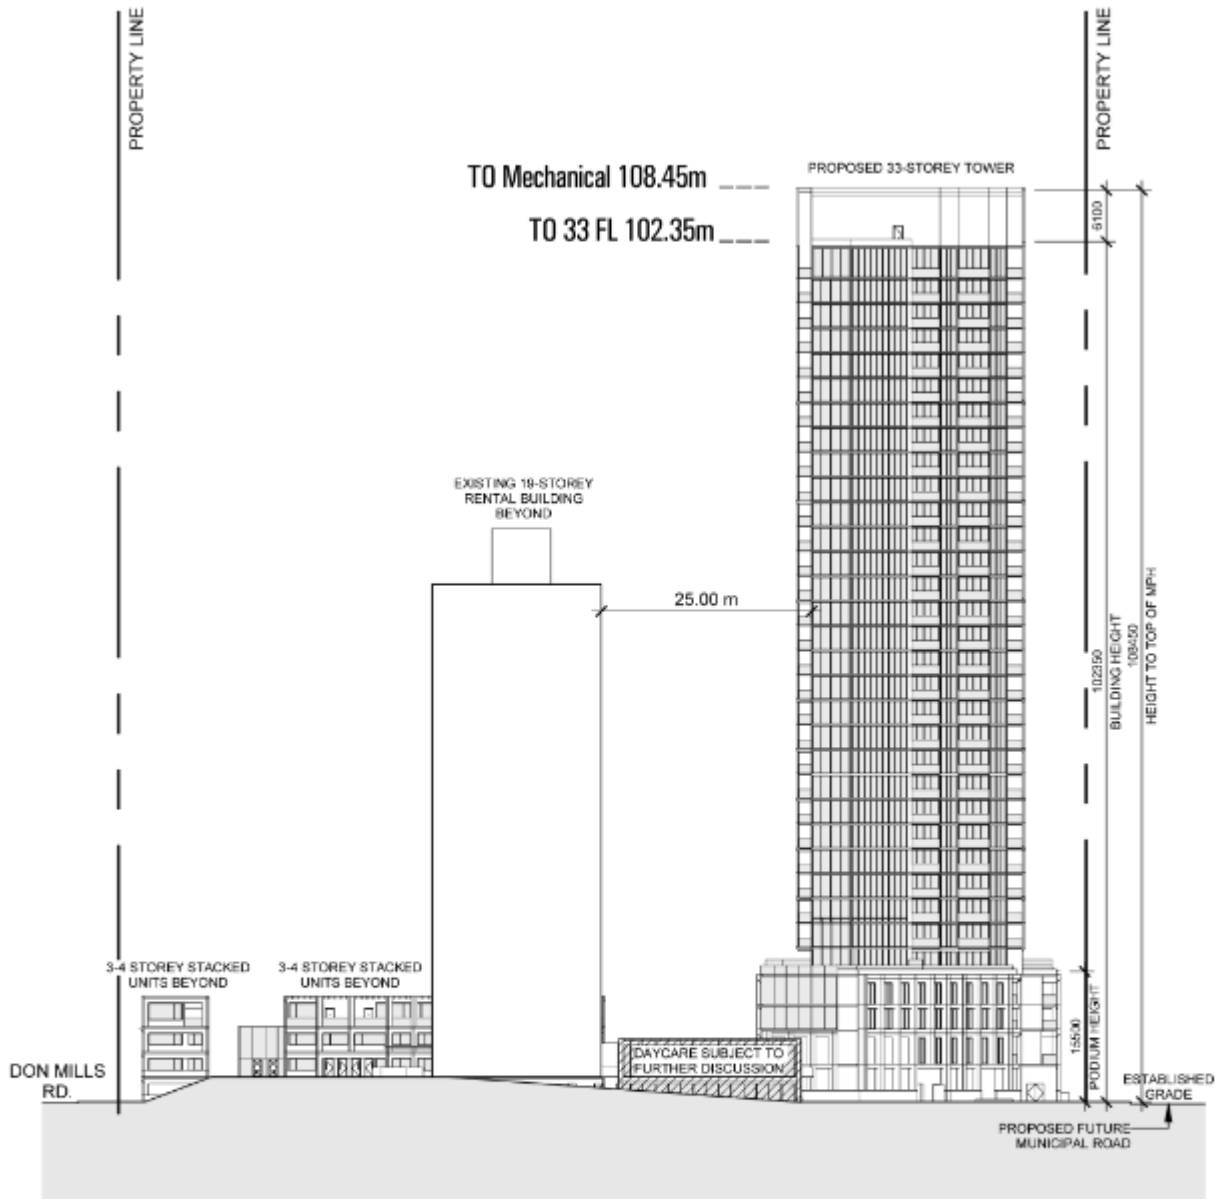 PROPERTY LINE
PROPERTY LINE
TO Mechanical 108.45m
PROPOSED 33-STOREY TOWER
TO 33 FL 102.35m
6100
EXISTING 19-STOREY
RENTAL BUILDING
BEYOND
25.00 m
102350
BUILDING HEIGHT
108450
HEIGHT TO TOP OF MPH
3-4 STOREY STACKED
UNITS BEYOND
3-4 STOREY STACKED
UNITS BEYOND
15500
PODIUM HEIGHT
DAYCARE SUBJECT TO
FURTHER DISCUSSION
DON MILLS
RD.
ESTABLISHED
GRADE
PROPOSED FUTURE
MUNICIPAL ROAD